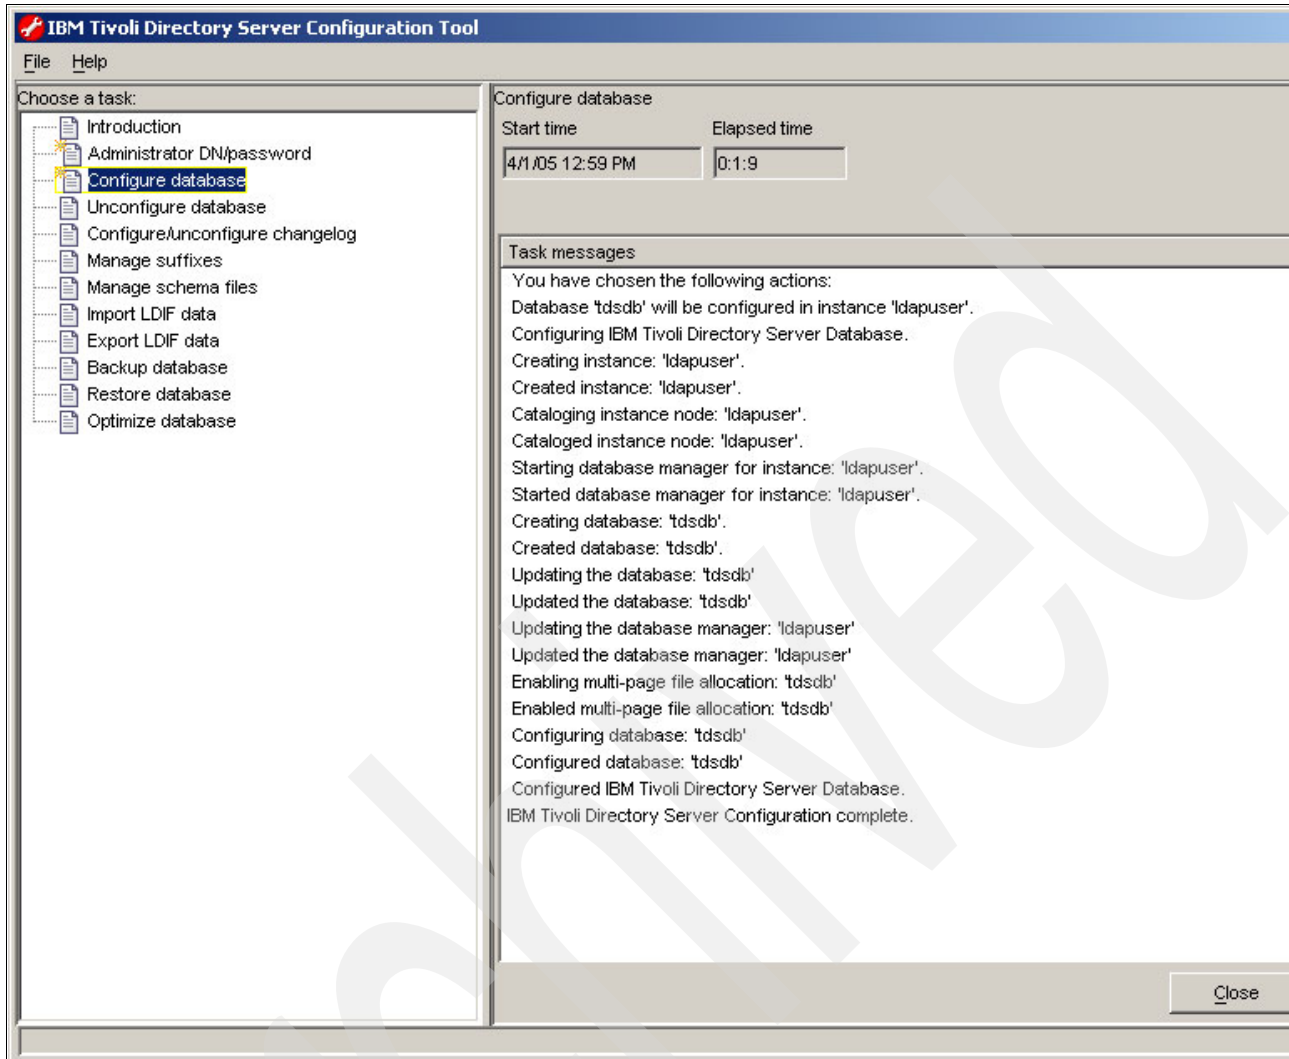 IBM Tivoli Directory Server Configuration Tool
File Help
Choose a task:
Introduction
Administrator DN/password
Configure database
Unconfigure database
Configure/unconfigure changelog
Manage suffixes
Manage schema files
Import LDIF data
Export LDIF data
Backup database
Restore database
Optimize database
Configure database
Start time Elapsed time
4/1/05 12:59 PM 0:1:9
Task messages
You have chosen the following actions:
Database 'tdsdb' will be configured in instance 'ldapuser'.
Configuring IBM Tivoli Directory Server Database.
Creating instance: 'ldapuser'.
Created instance: 'ldapuser'.
Cataloging instance node: 'ldapuser'.
Cataloged instance node: 'ldapuser'.
Starting database manager for instance: 'ldapuser'.
Started database manager for instance: 'ldapuser'.
Creating database: 'tdsdb'.
Created database: 'tdsdb'.
Updating the database: 'tdsdb'
Updated the database: 'tdsdb'
Updating the database manager: 'ldapuser'
Updated the database manager: 'ldapuser'
Enabling multi-page file allocation: 'tdsdb'
Enabled multi-page file allocation: 'tdsdb'
Configuring database: 'tdsdb'
Configured database: 'tdsdb'
Configured IBM Tivoli Directory Server Database.
IBM Tivoli Directory Server Configuration complete.
Close